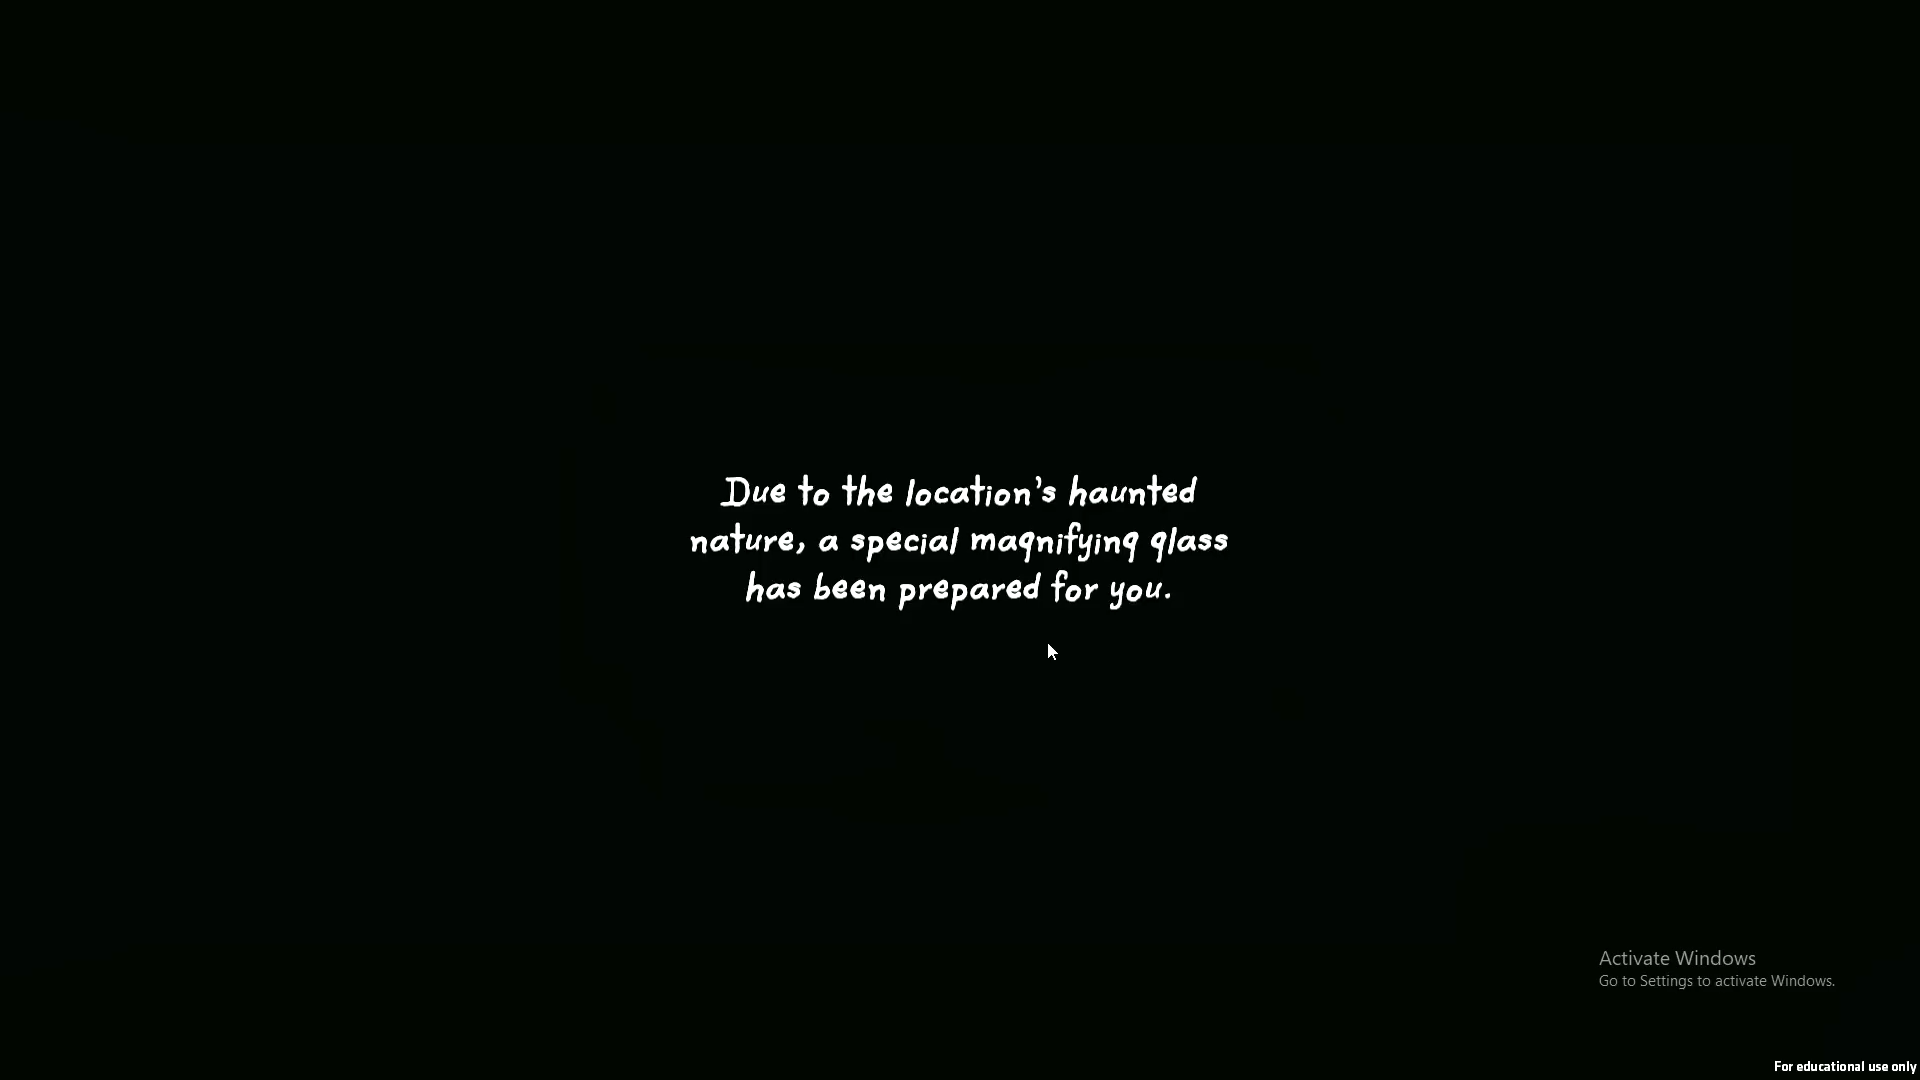 Due to the location's haunted
nature, a special magnifying glass
has been prepared for you.
Activate Windows
Go to Settings to activate Windows.
For educational use only